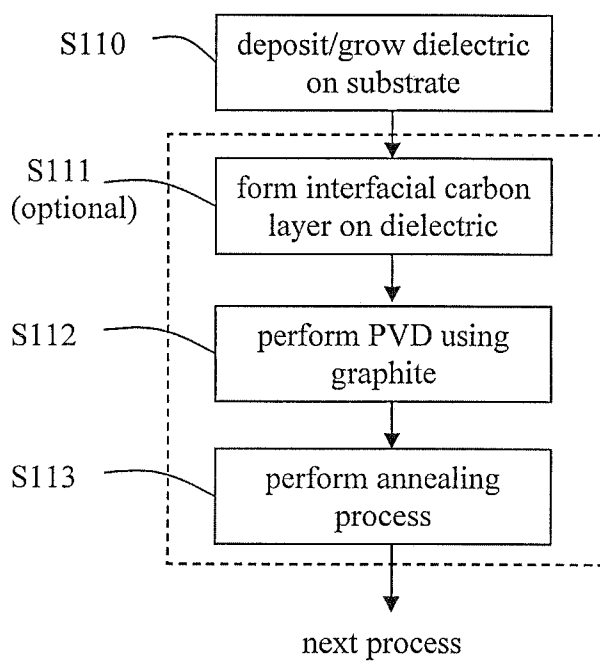 S110
deposit/grow dielectric
on substrate
S111
(optional)
form interfacial carbon
layer on dielectric
S112
perform PVD using
graphite
S113
perform annealing
process
next process